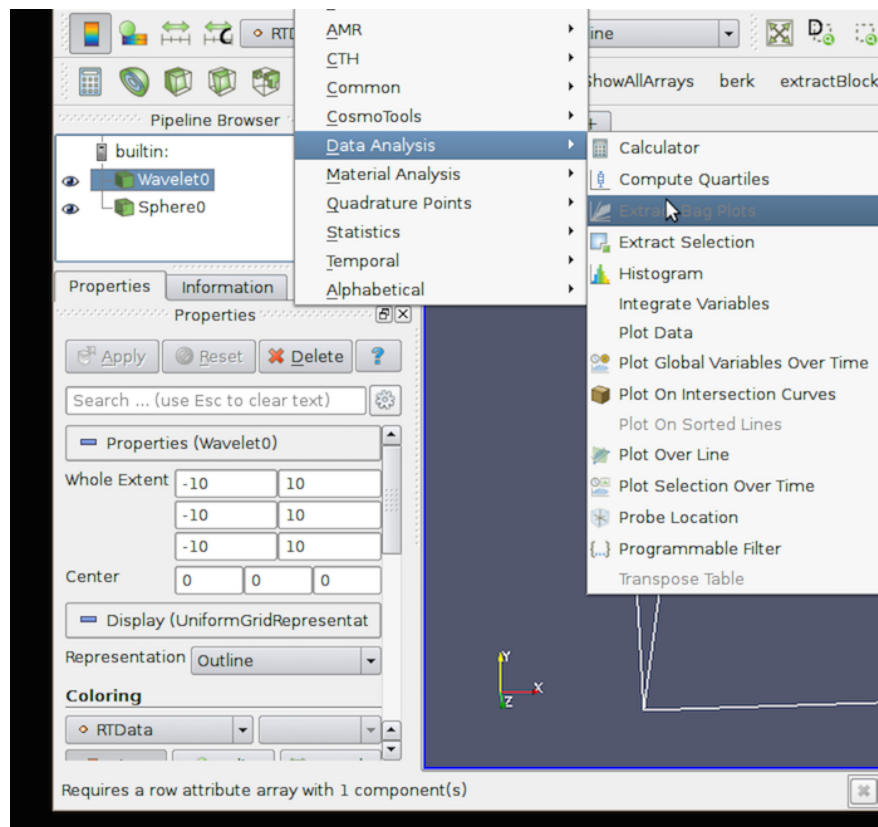 RTD
ine
AMR
CTH
Common
CosmoTools
Data Analysis
Material Analysis
Quadrature Points
Statistics
Temporal
Alphabetical
ShowAllArrays berk extractBlock
Pipeline Browser
builtin:
Wavelet0
Sphere0
Calculator
Compute Quartiles
Extract Bag Plots
Extract Selection
Histogram
Integrate Variables
Plot Data
Plot Global Variables Over Time
Plot On Intersection Curves
Plot On Sorted Lines
Plot Over Line
Plot Selection Over Time
Probe Location
Programmable Filter
Transpose Table
Properties Information
Properties
Apply Reset Delete ?
Search ... (use Esc to clear text)
Properties (Wavelet0)
Whole Extent -10 10
-10 10
-10 10
Center 0 0 0
Display (UniformGridRepresentat
Representation Outline
Coloring
RTData
Y
X
Z
Requires a row attribute array with 1 component(s)